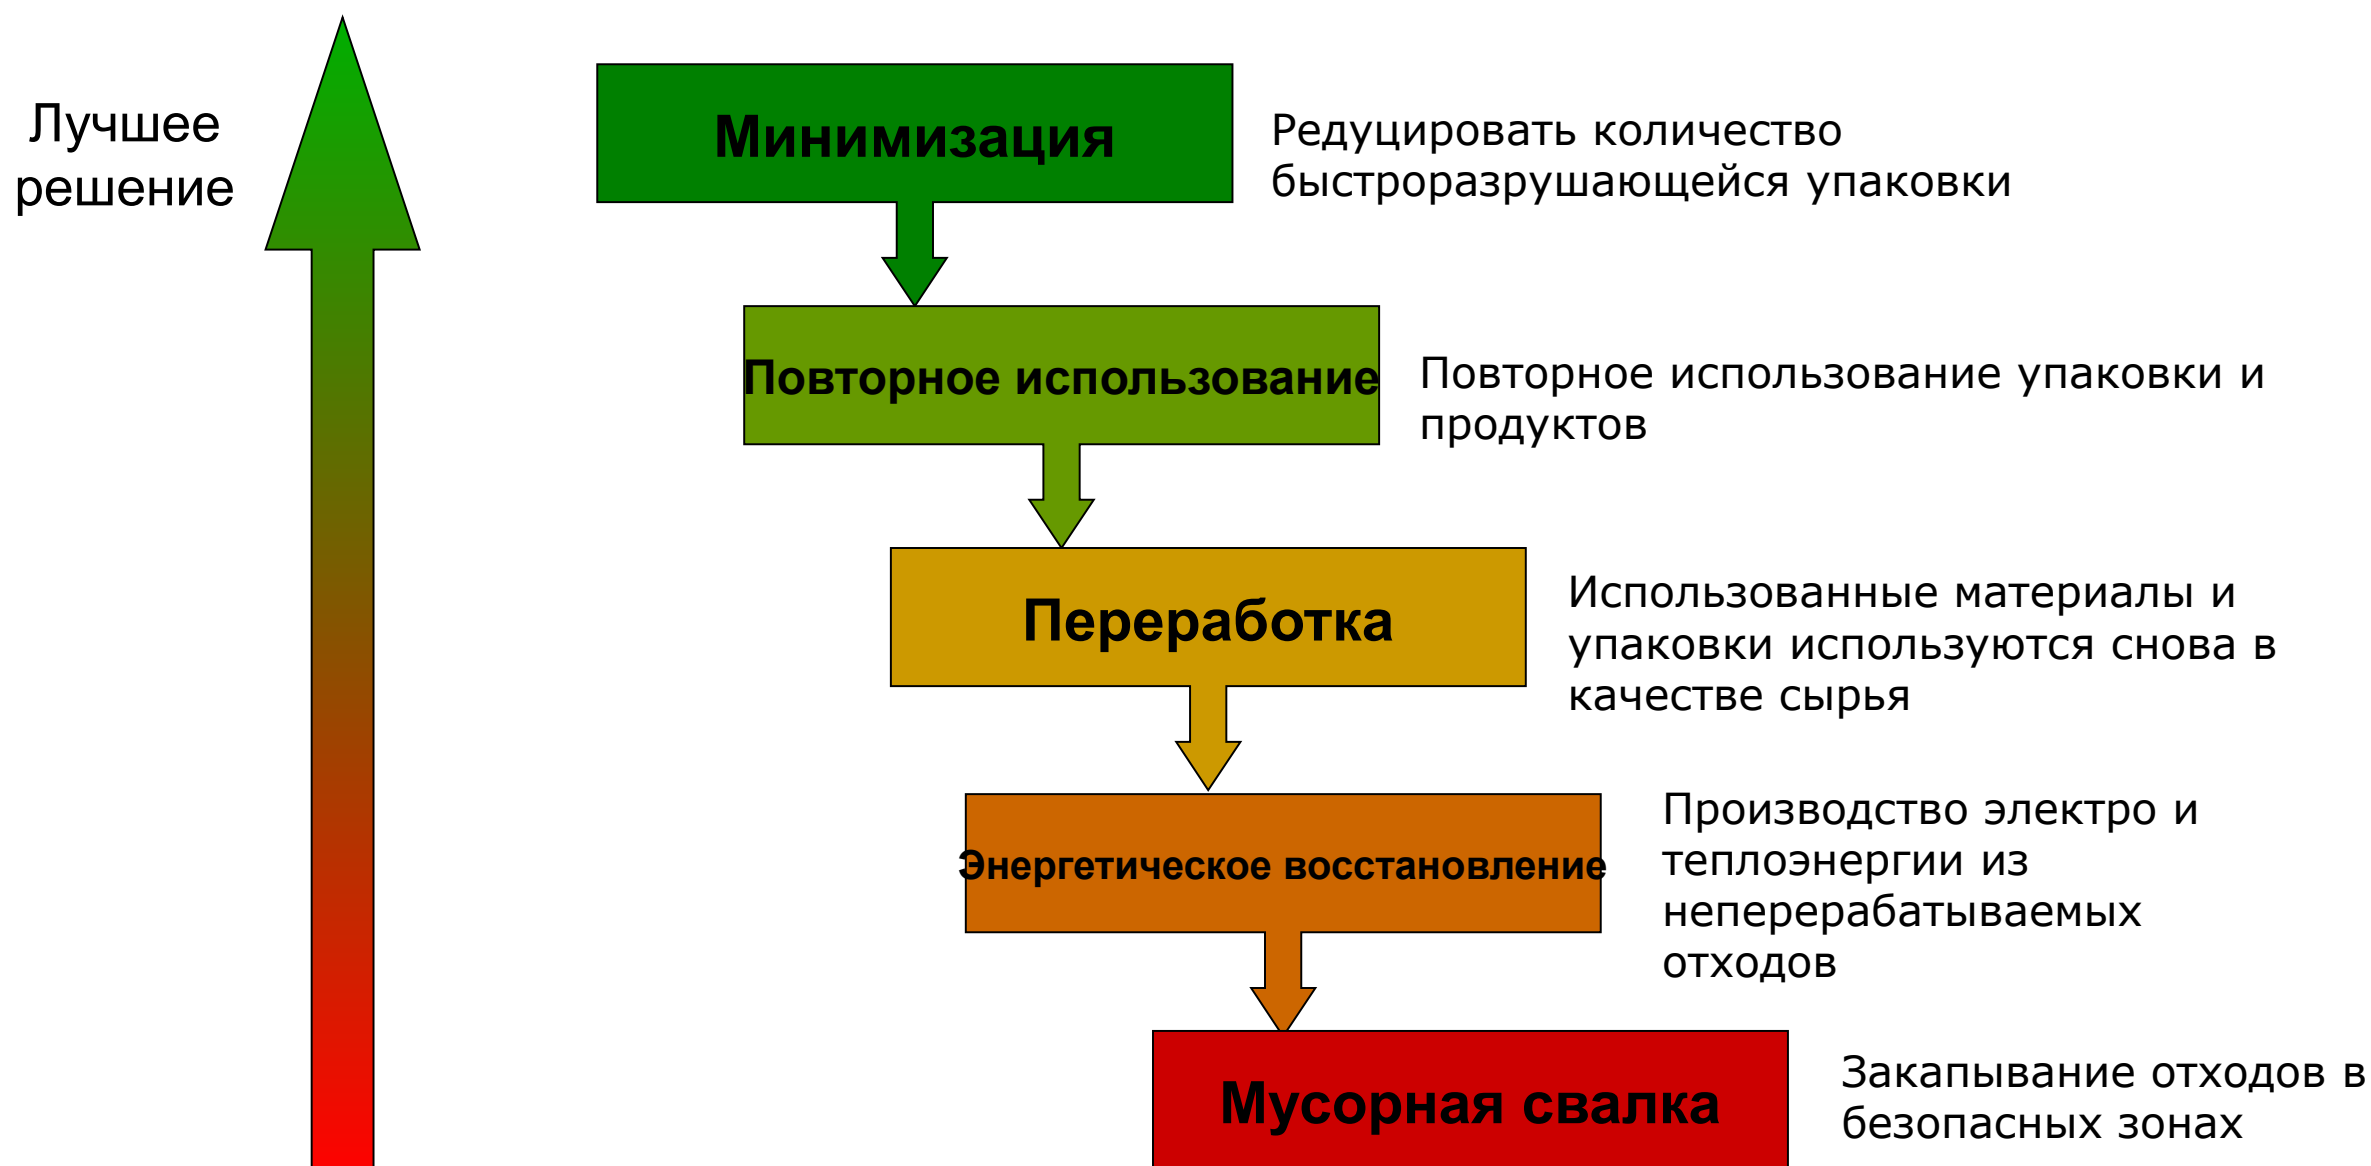 Лучшее
решение
Минимизация
Редуцировать количество
быстроразрушающейся упаковки
Повторное использование
Повторное использование упаковки и
продуктов
Переработка
Использованные материалы и
упаковки используются снова в
качестве сырья
Энергетическое восстановление
Производство электро и
теплоэнергии из
неперерабатываемых
отходов
Мусорная свалка
Закапывание отходов в
безопасных зонах